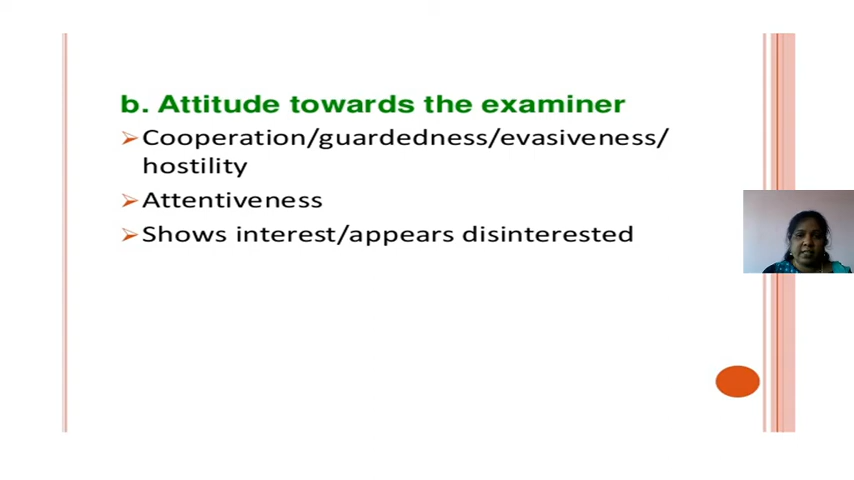 b. Attitude towards the examiner
➢Cooperation/guardedness/evasiveness/
hostility
➢Attentiveness
➢Shows interest/appears disinterested